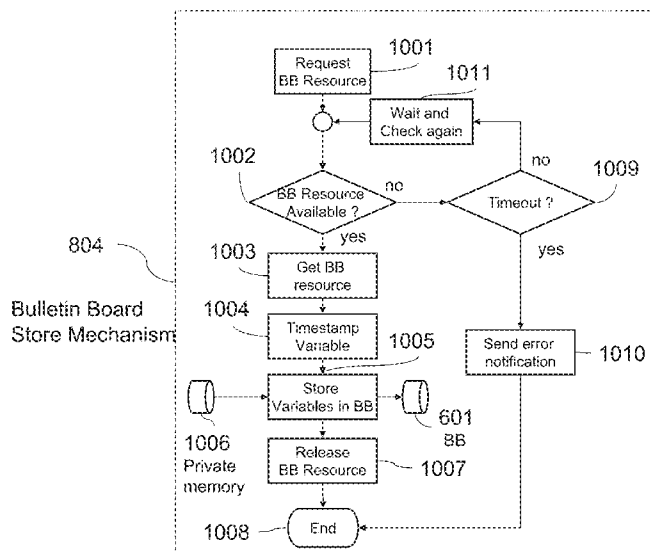 1001
Request
BB Resource
1011
Wait and
Check again
1002
no
no
1009
BB Resource
Available ?
Timeout ?
yes
yes
804
1003
Get BB
resource
Bulletin Board
Store Mechanism
1004
Timestamp
Variable
1005
Send error
notification
1010
Store
Variables in BB
1006
Private
memory
601
BB
Release
BB Resource
1007
1008
End